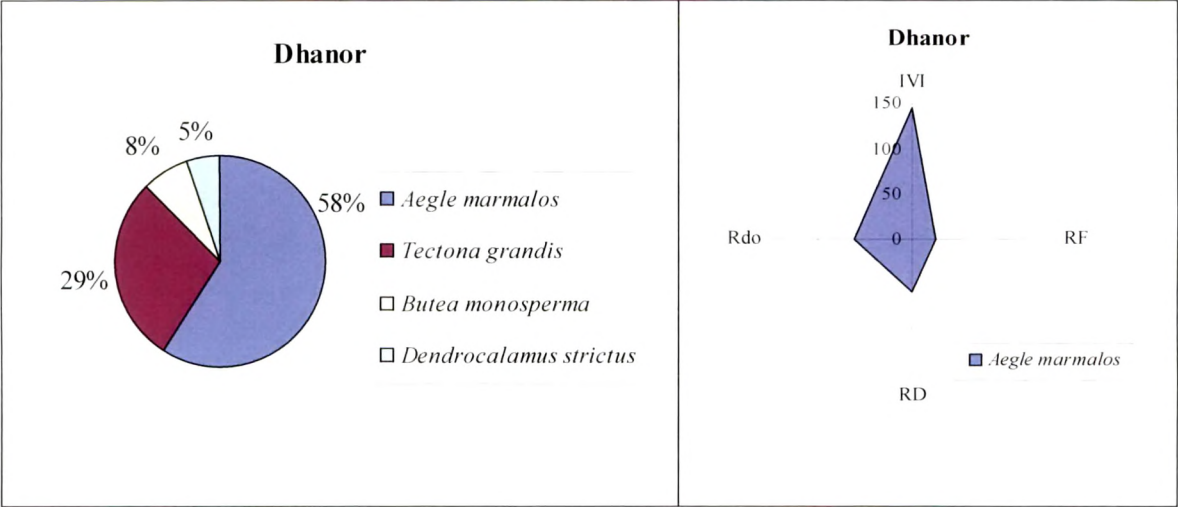 Dhanor
5%
8%
58%
29%
Aegle marmalos
Tectona grandis
Butea monosperma
Dendrocalamus strictus
Dhanor
IVI
150
100
50
0
Rdo
RF
RD
Aegle marmalos